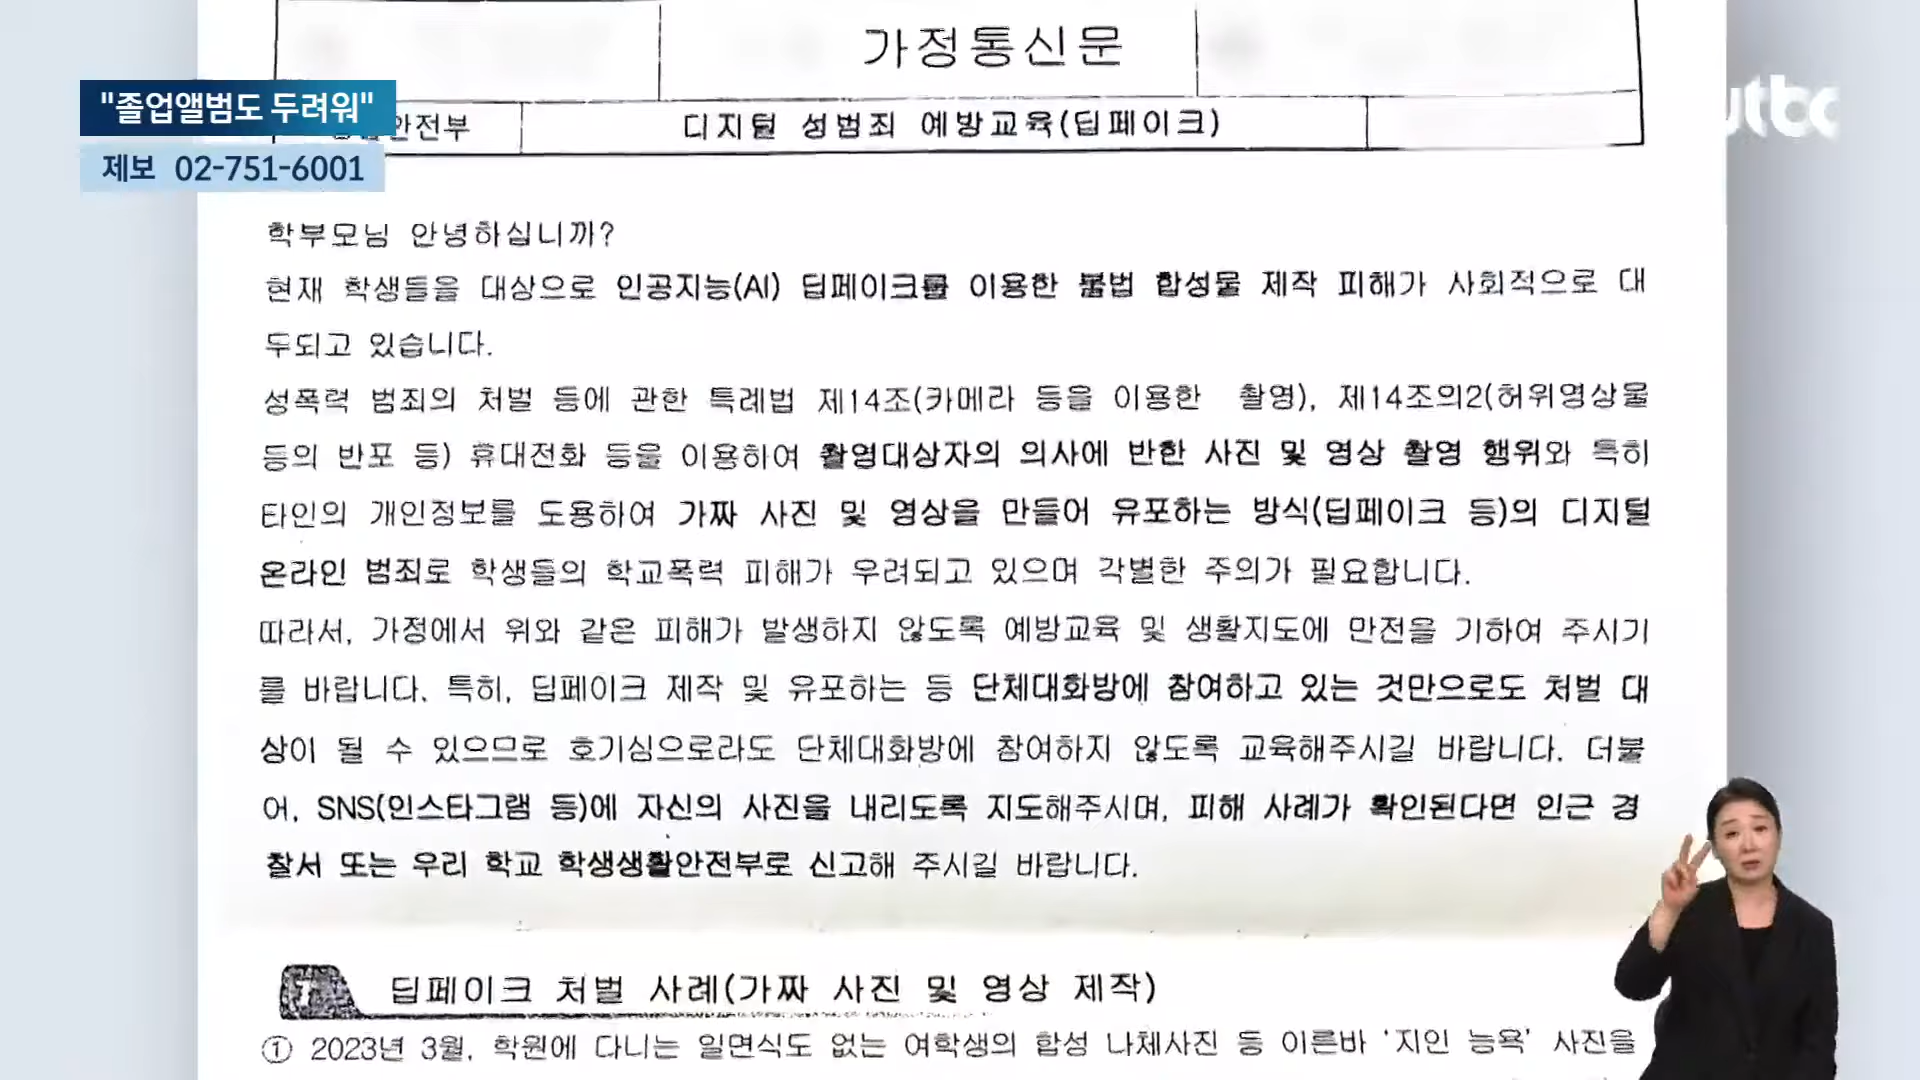 가정통신문
"졸업앨범도 두려워"
jtbc
안전부
디지털 성범죄 예방교육(딥페이크)
제보 02-751-6001
학부모님 안녕하십니까?
현재 학생들을 대상으로 인공지능(AI) 딥페이크를 이용한 불법 합성물 제작 피해가 사회적으로 대
두되고 있습니다.
성폭력 범죄의 처벌 등에 관한 특례법 제14조(카메라 등을 이용한 촬영), 제14조의2(허위영상물
등의 반포 등) 휴대전화 등을 이용하여 촬영대상자의 의사에 반한 사진 및 영상 촬영 행위와 특히
타인의 개인정보를 도용하여 가짜 사진 및 영상을 만들어 유포하는 방식(딥페이크 등)의 디지털
온라인 범죄로 학생들의 학교폭력 피해가 우려되고 있으며 각별한 주의가 필요합니다.
따라서, 가정에서 위와 같은 피해가 발생하지 않도록 예방교육 및 생활지도에 만전을 기하여 주시기
를 바랍니다. 특히, 딥페이크 제작 및 유포하는 등 단체대화방에 참여하고 있는 것만으로도 처벌 대
상이 될 수 있으므로 호기심으로라도 단체대화방에 참여하지 않도록 교육해주시길 바랍니다. 더불
어, SNS(인스타그램 등)에 자신의 사진을 내리도록 지도해주시며, 피해 사례가 확인된다면 인근 경
찰서 또는 우리 학교 학생생활안전부로 신고해 주시길 바랍니다.
1 딥페이크 처벌 사례(가짜 사진 및 영상 제작)
① 2023년 3월, 학원에 다니는 일면식도 없는 여학생의 합성 나체사진 등 이른바 '지인 능욕' 사진을